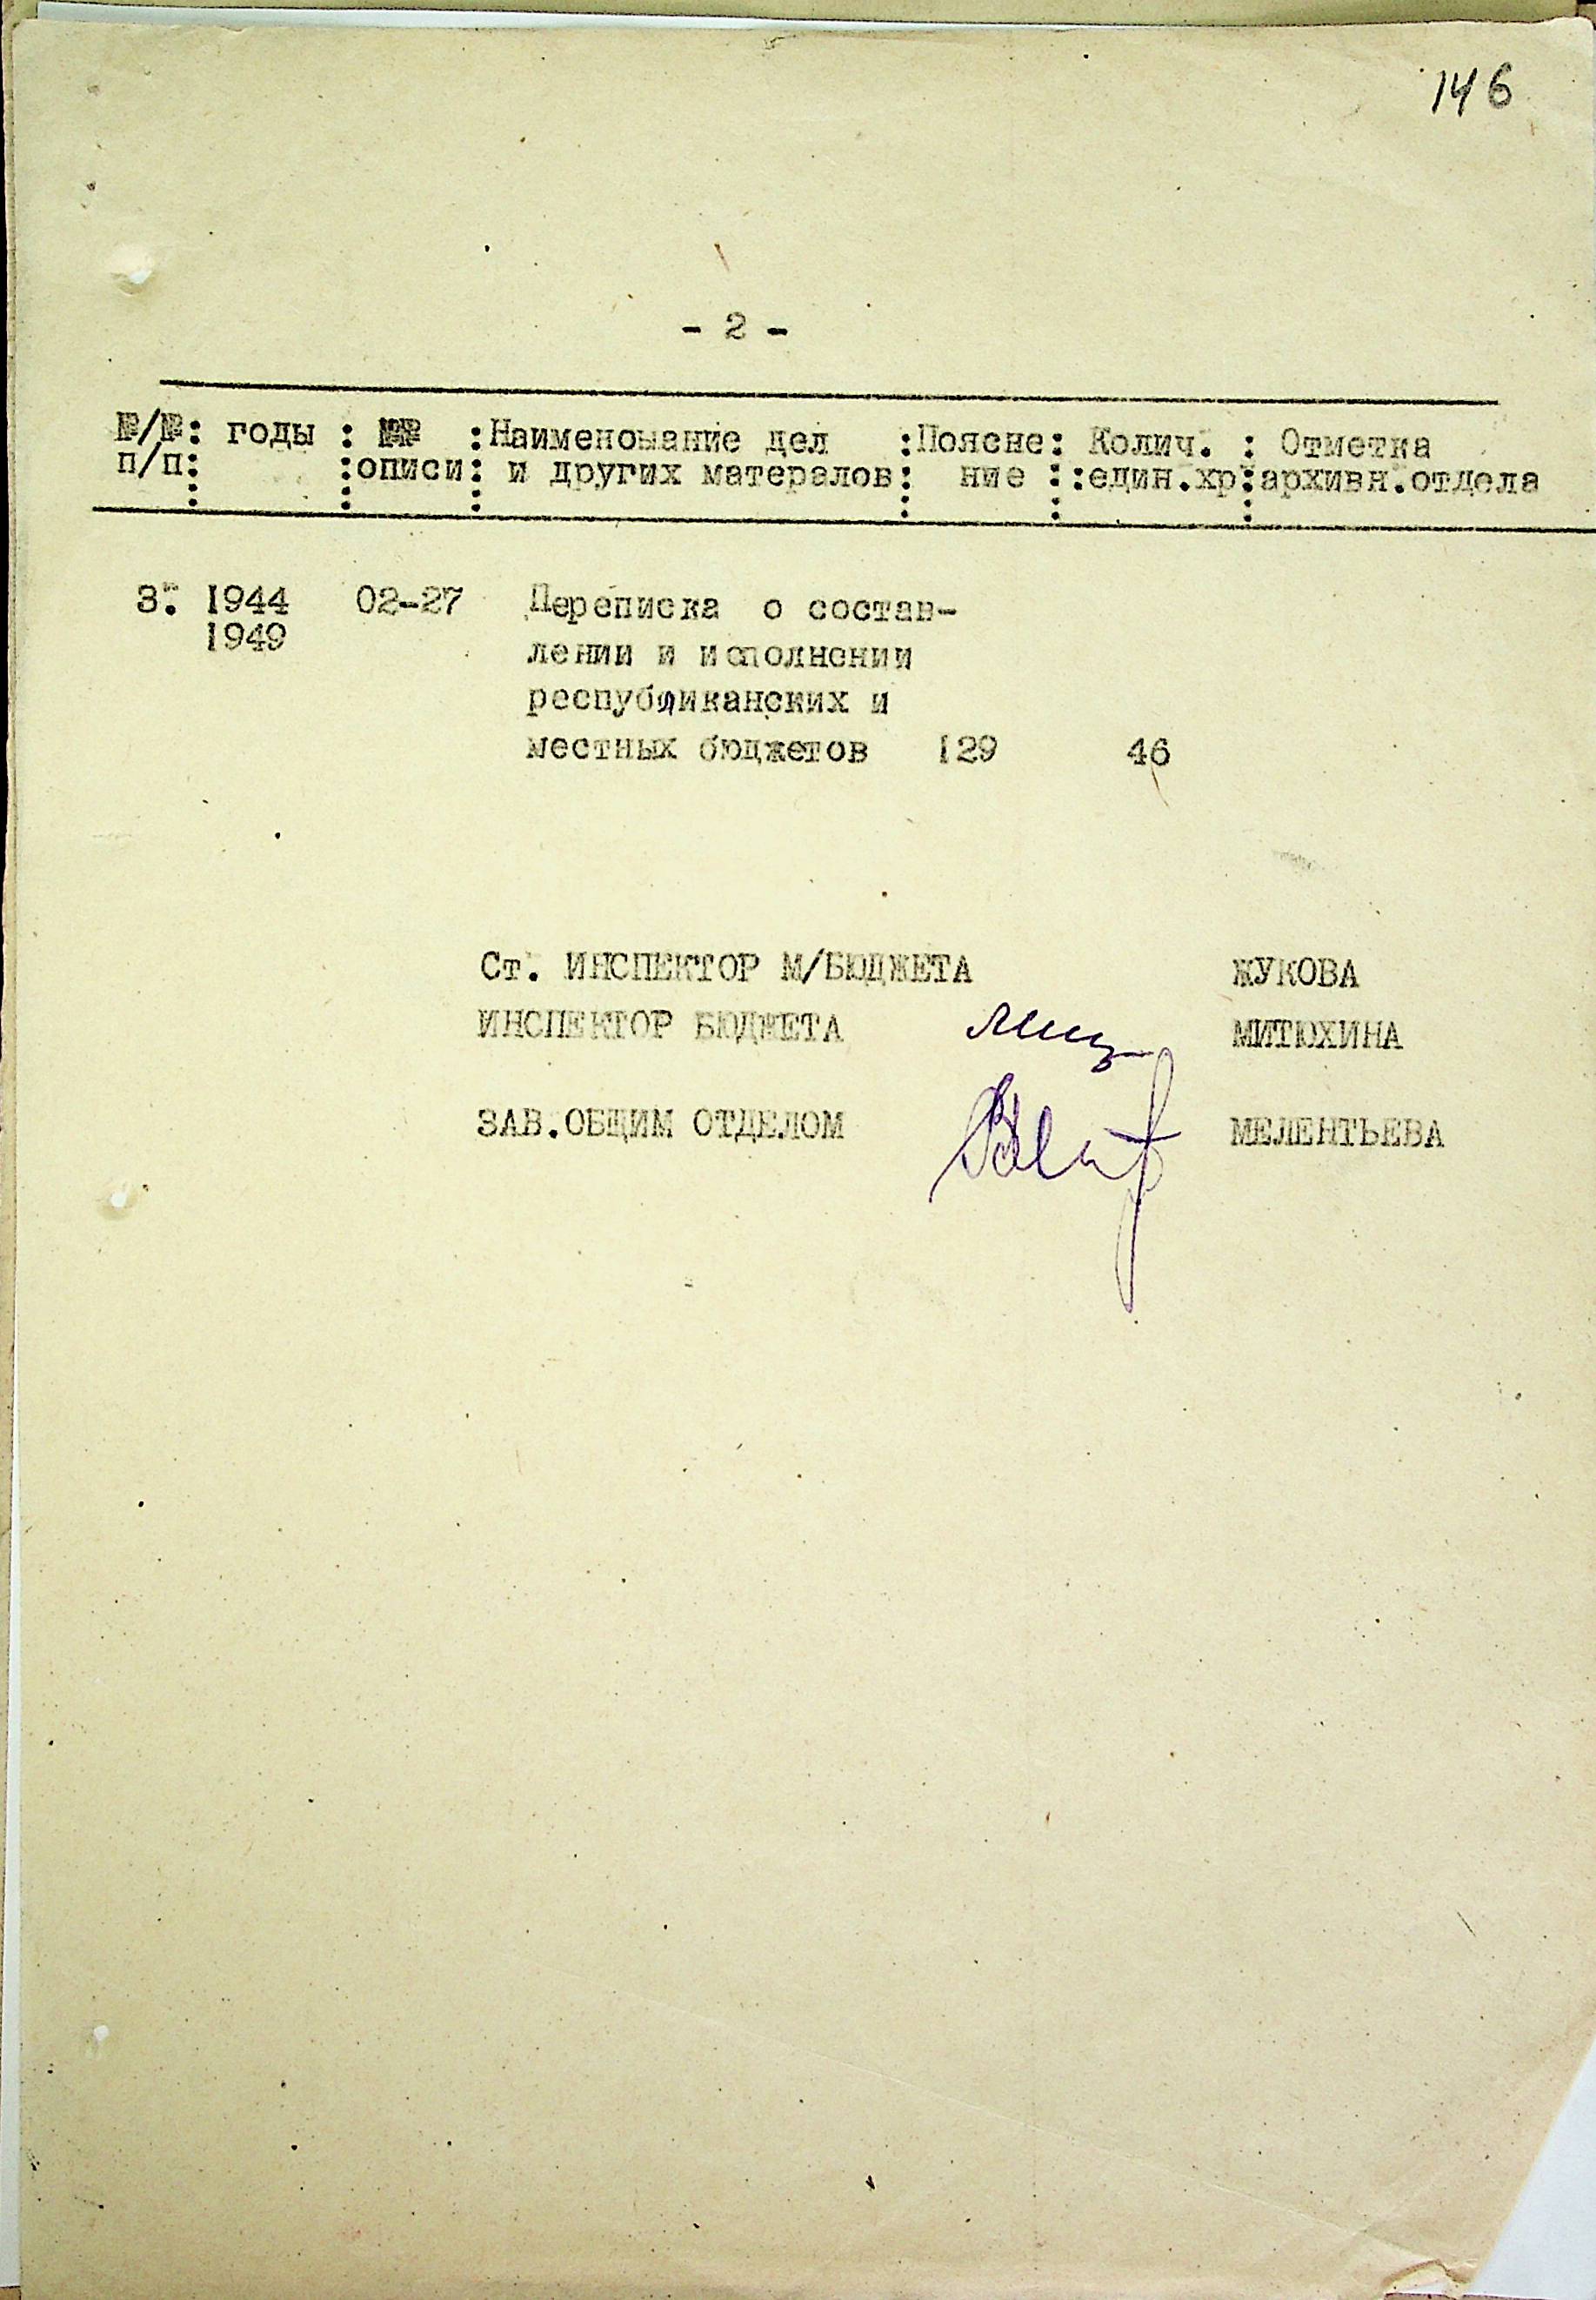 146
- 2 -
№/№: годы : №№ :Наименование дел :Поясне: Колич. : Отметка
п/п: :описи: и других матералов: ние : :един.хр:архивн.отдела
3. 1944 02-27 Переписка о состав-
1949
лении и исполнении
республиканских и
местных бюджетов 129 46
Ст. ИНСПЕКТОР М/БЮДЖЕТА ЖУКОВА
ИНСПЕКТОР БЮДЖЕТА МИТЮХИНА
ЗАВ.ОБЩИМ ОТДЕЛОМ МЕЛЕНТЬЕВА